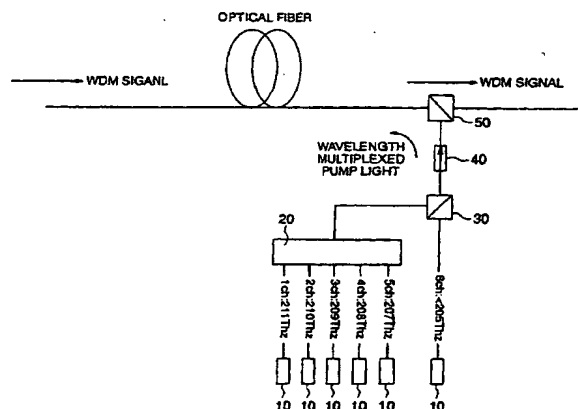 OPTICAL FIBER
WDM SIGANL
WDM SIGNAL
50
WAVELENGTH
MULTIPLEXED
PUMP LIGHT
40
30
20
1ch:211Thz
2ch:210Thz
3ch:209Thz
4ch:208Thz
5ch:207Thz
6ch:<205Thz
10
10
10
10
10
10